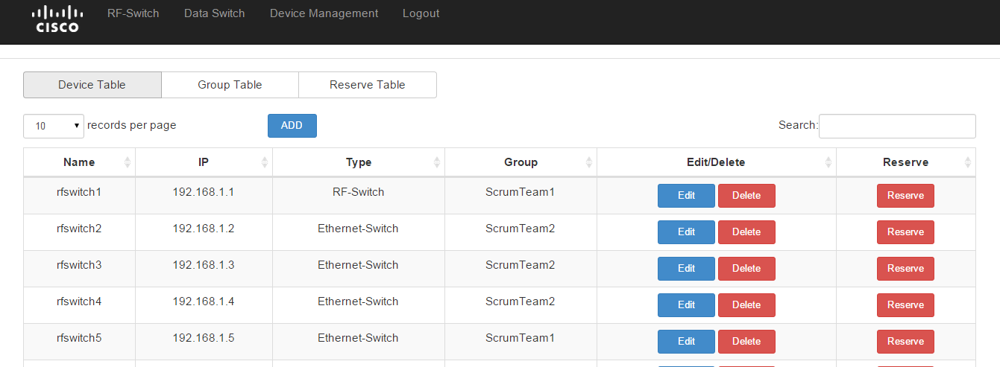 CISCO RF-Switch Data Switch Device Management Logout
Device Table Group Table Reserve Table
10 records per page ADD Search:
Name IP Type Group Edit/Delete Reserve
rfswitch1 192.168.1.1 RF-Switch ScrumTeam1 Edit Delete Reserve
rfswitch2 192.168.1.2 Ethernet-Switch ScrumTeam2 Edit Delete Reserve
rfswitch3 192.168.1.3 Ethernet-Switch ScrumTeam2 Edit Delete Reserve
rfswitch4 192.168.1.4 Ethernet-Switch ScrumTeam2 Edit Delete Reserve
rfswitch5 192.168.1.5 Ethernet-Switch ScrumTeam1 Edit Delete Reserve